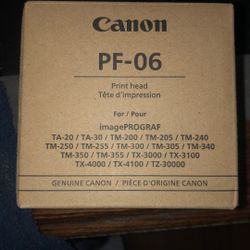 Canon
PF-06
Print head
Tête d'impression
For / Pour
imagePROGRAF
TA-20 / TA-30 / TM-200 / TM-205 / TM-240
TM-250 / TM-255 / TM-300 / TM-305 / TM-340
TM-350 / TM-355 / TX-3000 / TX-3100
TX-4000 / TX-4100 / TZ-30000
GENUINE CANON / PIÈCE D'ORIGINE CANON